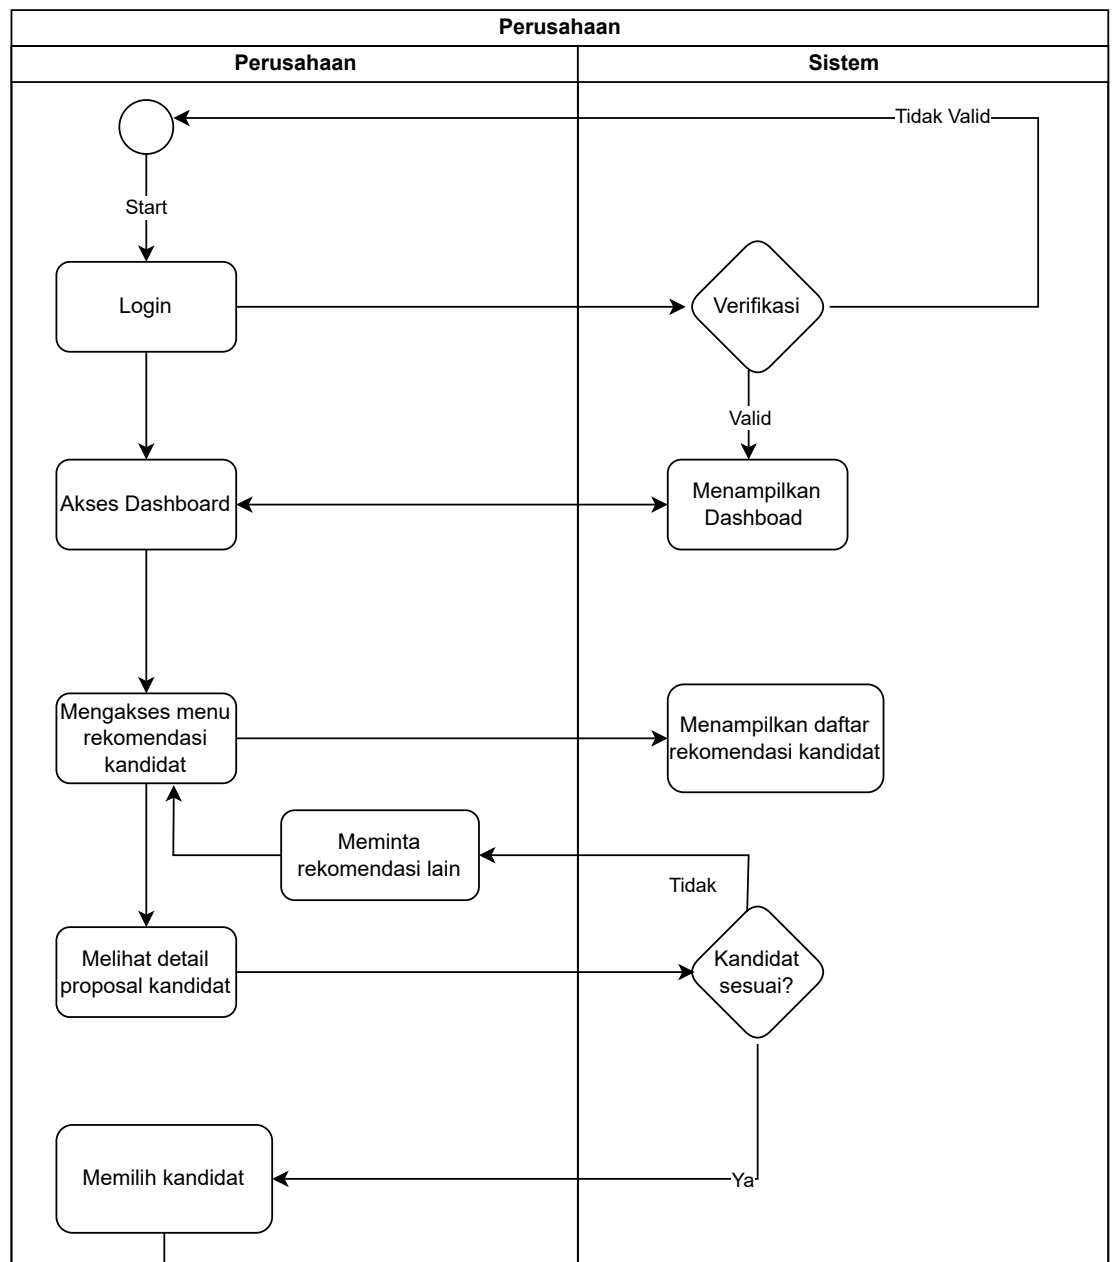 Perusahaan
Perusahaan
Sistem
Tidak Valid
Start
Login
Verifikasi
Valid
Akses Dashboard
Menampilkan
Dashboad
Mengakses menu
rekomendasi
kandidat
Menampilkan daftar
rekomendasi kandidat
Meminta
rekomendasi lain
Tidak
Melihat detail
proposal kandidat
Kandidat
sesuai?
Memilih kandidat
Ya